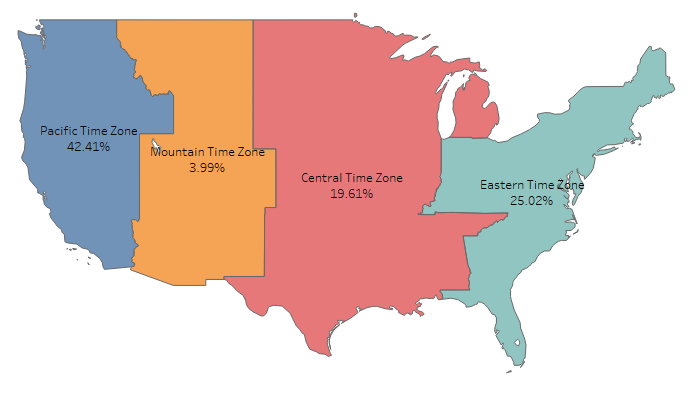 Pacific Time Zone
42.41%
Mountain Time Zone
3.99%
Central Time Zone
19.61%
Eastern Time Zone
25.02%